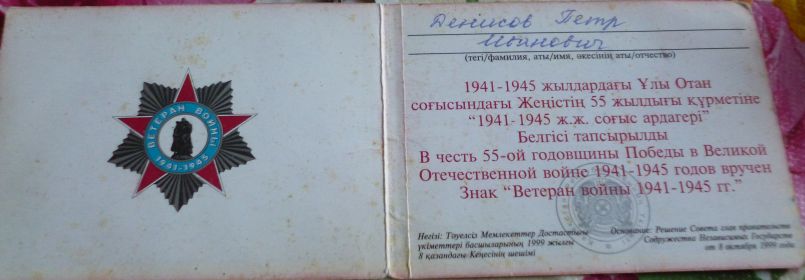 ВЕТЕРАН ВОЙНЫ
1941-1945
Денисов Петр
Иванович
(тегі/фамилия, аты/имя, әкесінің аты/отчество)
1941-1945 жылдардағы Ұлы Отан
соғысындағы Жеңістің 55 жылдығы құрметіне
“1941-1945 ж.ж. соғыс ардагері”
Белгісі тапсырылды
В честь 55-ой годовщины Победы в Великой
Отечественной войне 1941-1945 годов вручен
Знак “Ветеран войны 1941-1945 гг.”
Негізі: Тәуелсіз Мемлекеттер Достастығы
үкіметтері басшыларының 1999 жылғы
8 қазандағы Кеңесінің шешімі
Основание: Решение Совета глав правительств
Содружества Независимых Государств
от 8 октября 1999 года